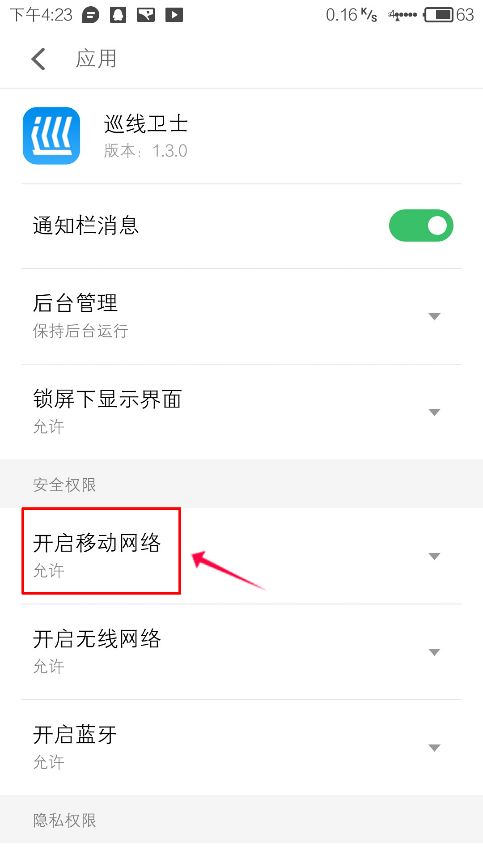 下午4:23 0.16 K/s 4G 63
应用
巡线卫士
版本：1.3.0
通知栏消息
后台管理
保持后台运行
锁屏下显示界面
允许
安全权限
开启移动网络
允许
开启无线网络
允许
开启蓝牙
允许
隐私权限